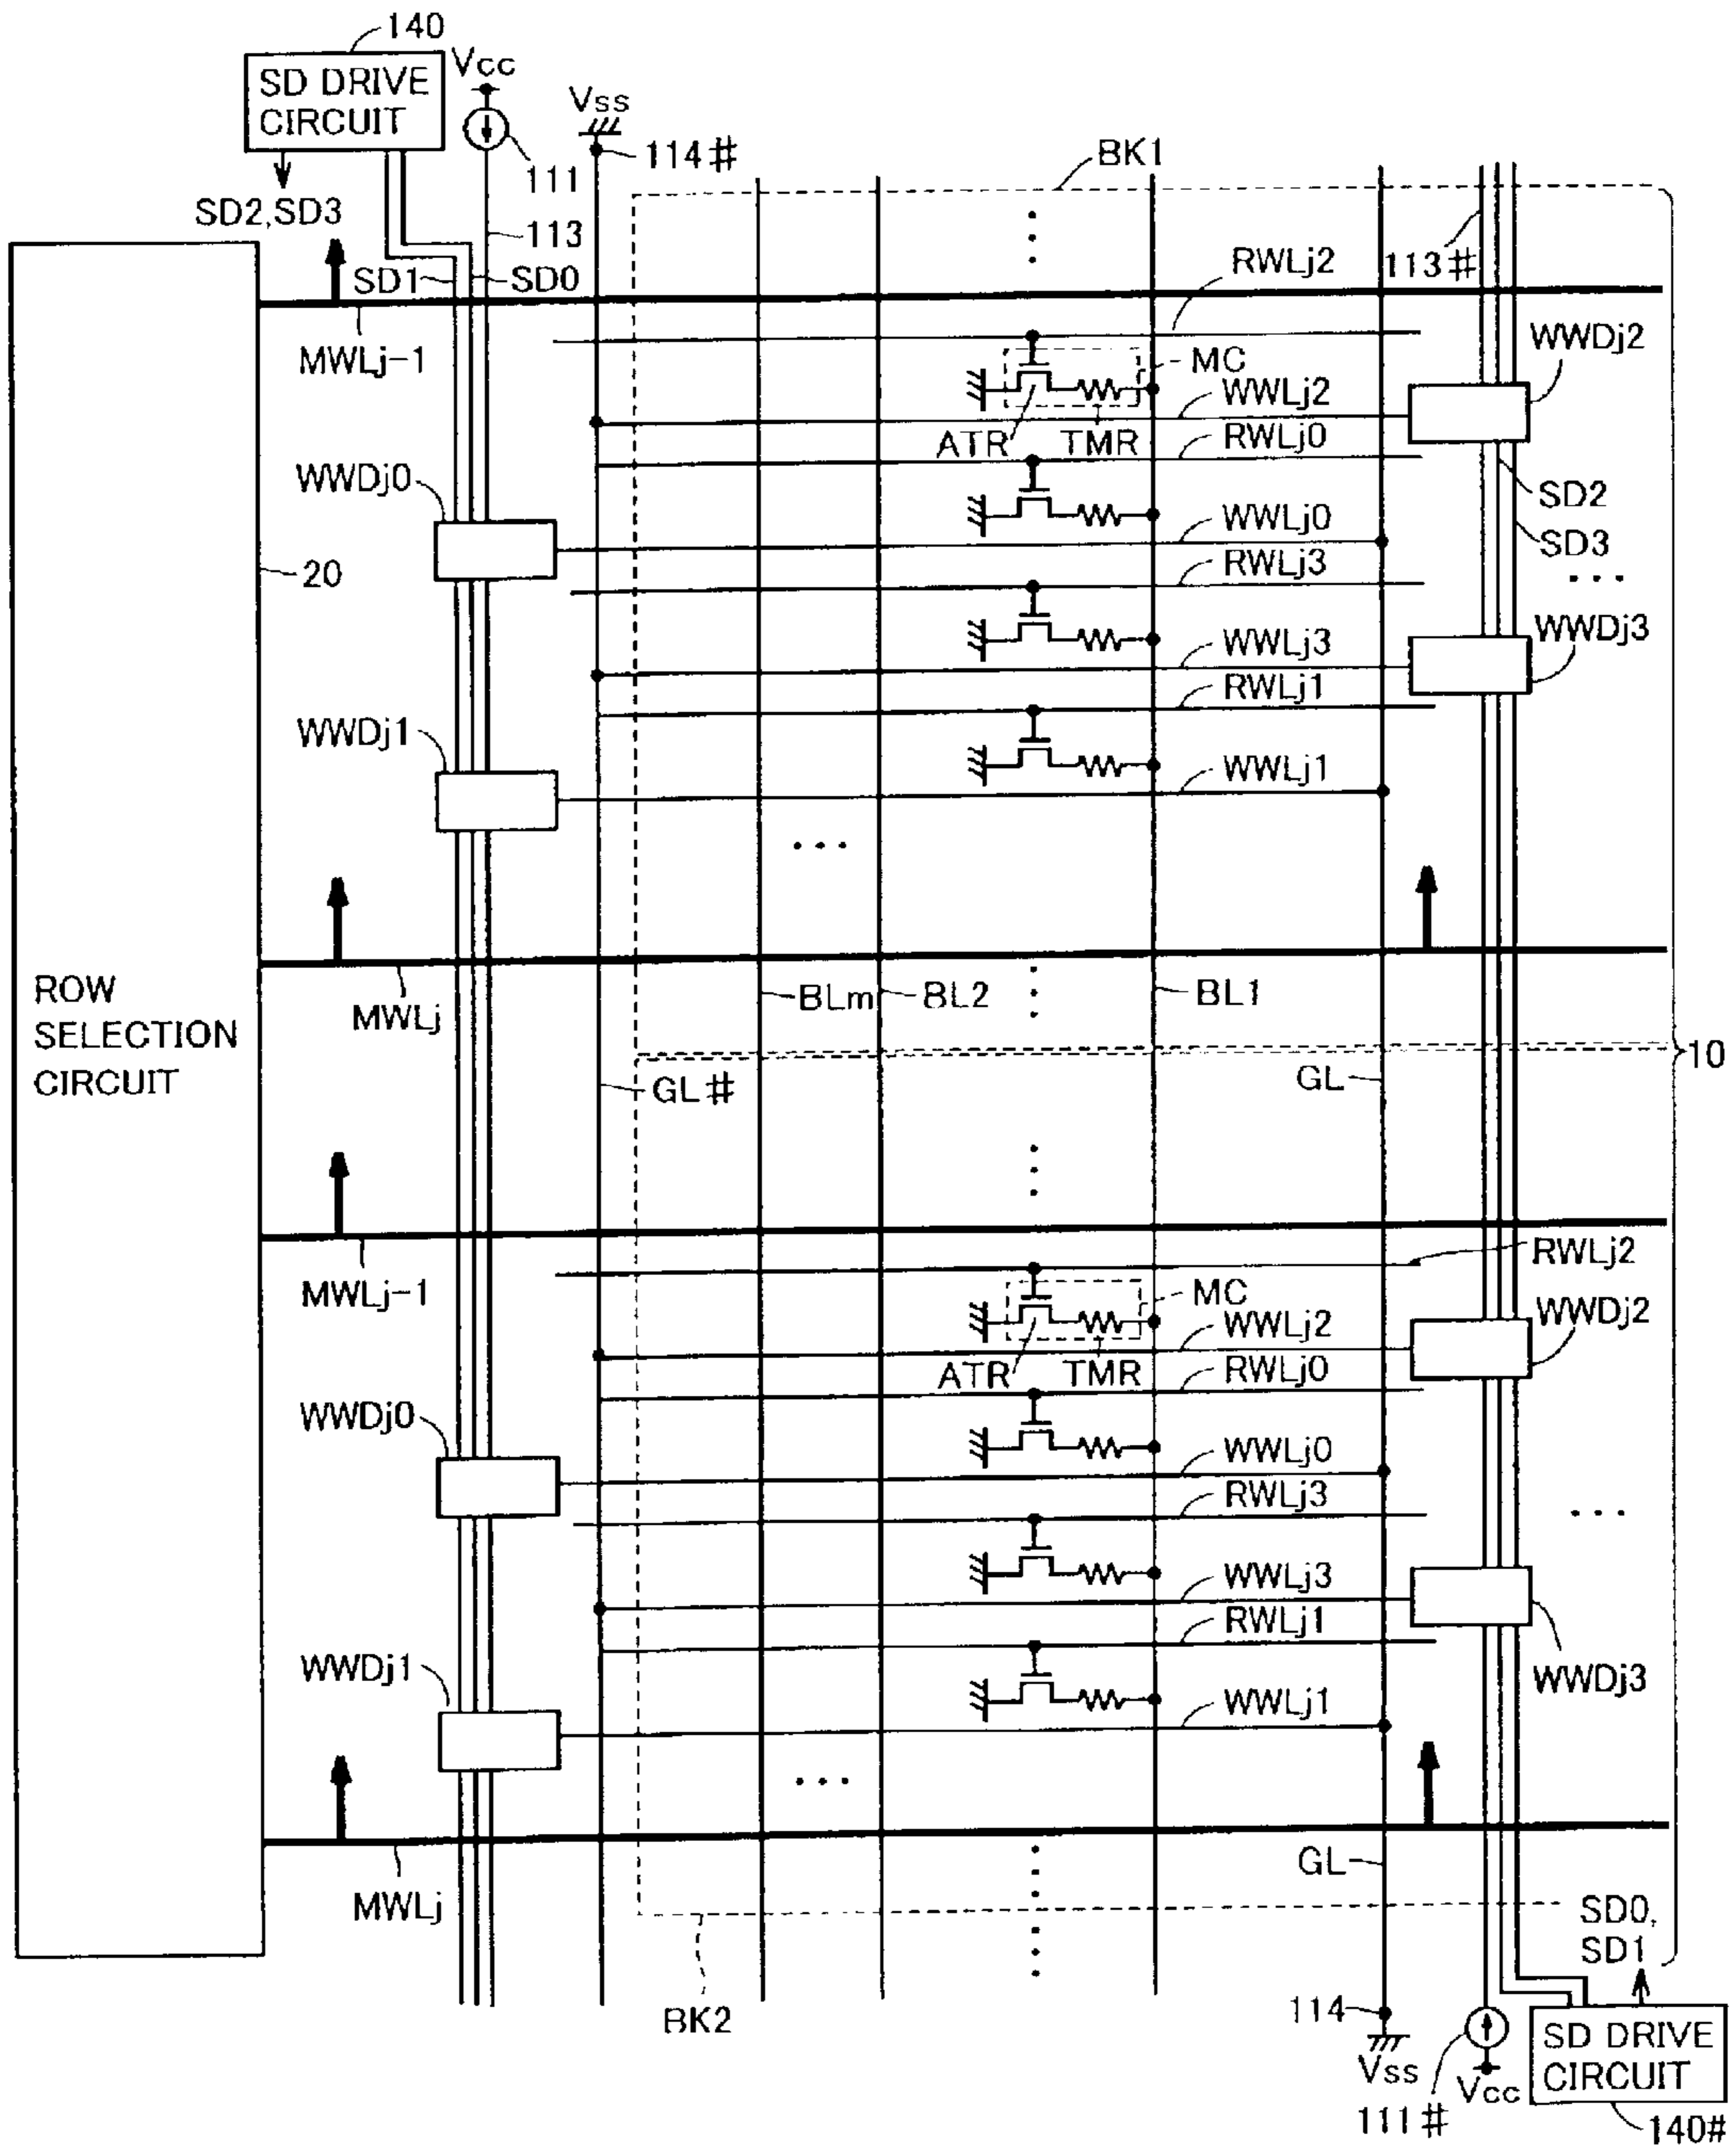 140
SD DRIVE
CIRCUIT
Vcc
Vss
111
114#
BK1
SD2,SD3
113
113#
SD1
SD0
RWLj2
MWLj-1
MC
WWDj2
WWLj2
ATR
TMR
RWLj0
WWDj0
SD2
WWLj0
SD3
20
RWLj3
...
WWLj3
WWDj3
RWLj1
WWDj1
WWLj1
...
ROW
SELECTION
CIRCUIT
MWLj
BLm
BL2
BL1
GL#
GL
10
MWLj-1
RWLj2
MC
WWDj2
WWLj2
ATR
TMR
RWLj0
WWDj0
WWLj0
RWLj3
...
WWLj3
RWLj1
WWDj1
WWDj3
WWLj1
...
GL
MWLj
SD0,
SD1
BK2
114
Vss
Vcc
SD DRIVE
CIRCUIT
111#
140#